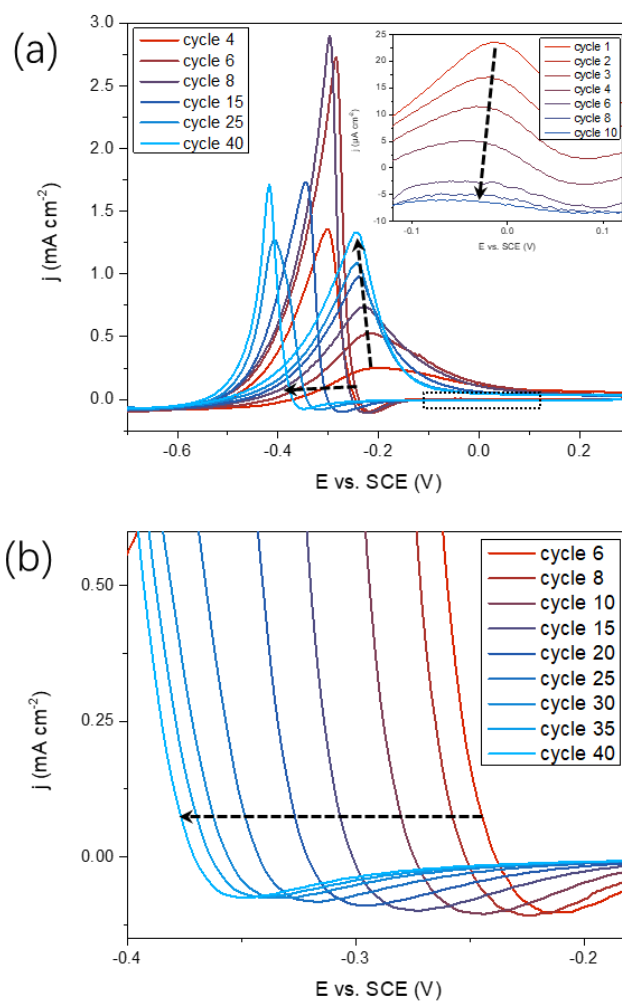 (a)
3.0
2.5
2.0
1.5
1.0
0.5
0.0
j (mA cm-2)
cycle 4
cycle 6
cycle 8
cycle 15
cycle 25
cycle 40
25
20
15
10
5
0
-5
-10
j (µA cm-2)
cycle 1
cycle 2
cycle 3
cycle 4
cycle 6
cycle 8
cycle 10
-0.1 0.0 0.1
E vs. SCE (V)
-0.6 -0.4 -0.2 0.0 0.2
E vs. SCE (V)
(b)
0.50
0.25
0.00
j (mA cm-2)
cycle 6
cycle 8
cycle 10
cycle 15
cycle 20
cycle 25
cycle 30
cycle 35
cycle 40
-0.4 -0.3 -0.2
E vs. SCE (V)